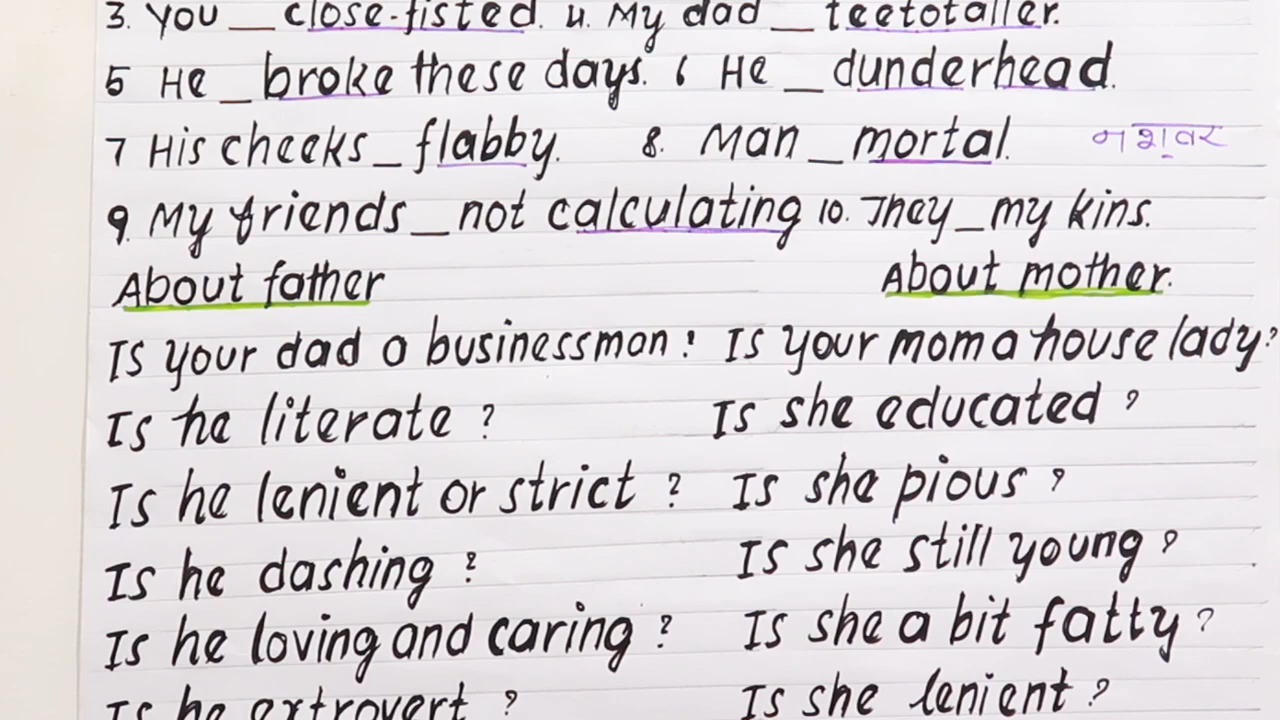 3. You __ close-fisted. 4. My dad __ teetotaller.
5 He _ broke these days. 6 He __ dunderhead.
7 His cheeks _ flabby. 8. Man _ mortal. नश्वर
9. My friends _ not calculating 10. They _ my kins.
About father About mother.
Is your dad a businessman? Is your mom a house lady?
Is he literate ? Is she educated ?
Is he lenient or strict ? Is she pious ?
Is he dashing ? Is she still young ?
Is he loving and caring ? Is she a bit fatty ?
Is he extrovert ? Is she lenient ?